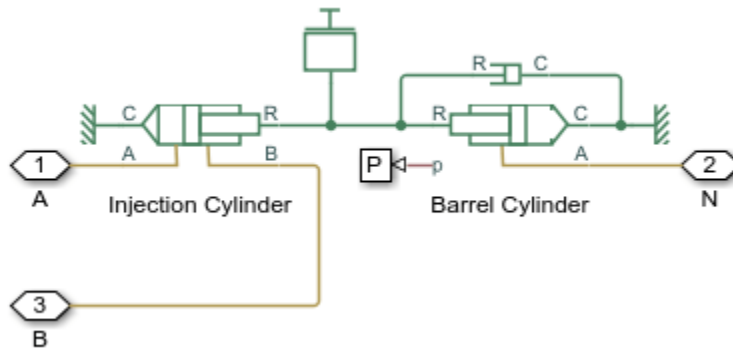 R C
C R R C
A B A
1 P p 2
A Injection Cylinder Barrel Cylinder N
3
B